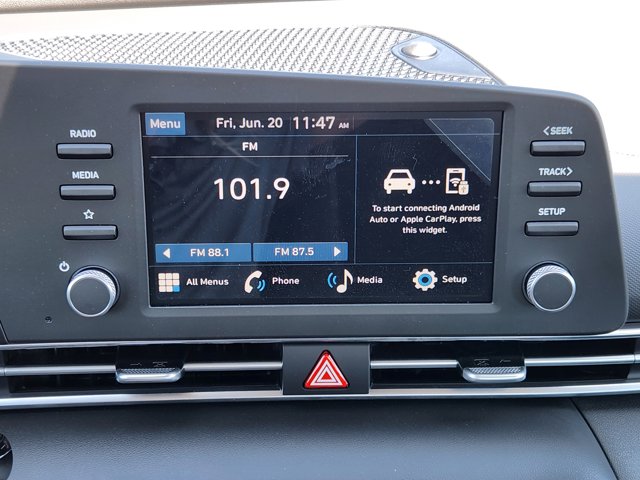 Menu
Fri, Jun. 20 11:47 AM
FM
101.9
FM 88.1
FM 87.5
To start connecting Android
Auto or Apple CarPlay, press
this widget.
All Menus
Phone
Media
Setup
RADIO
MEDIA
<SEEK
TRACK>
SETUP